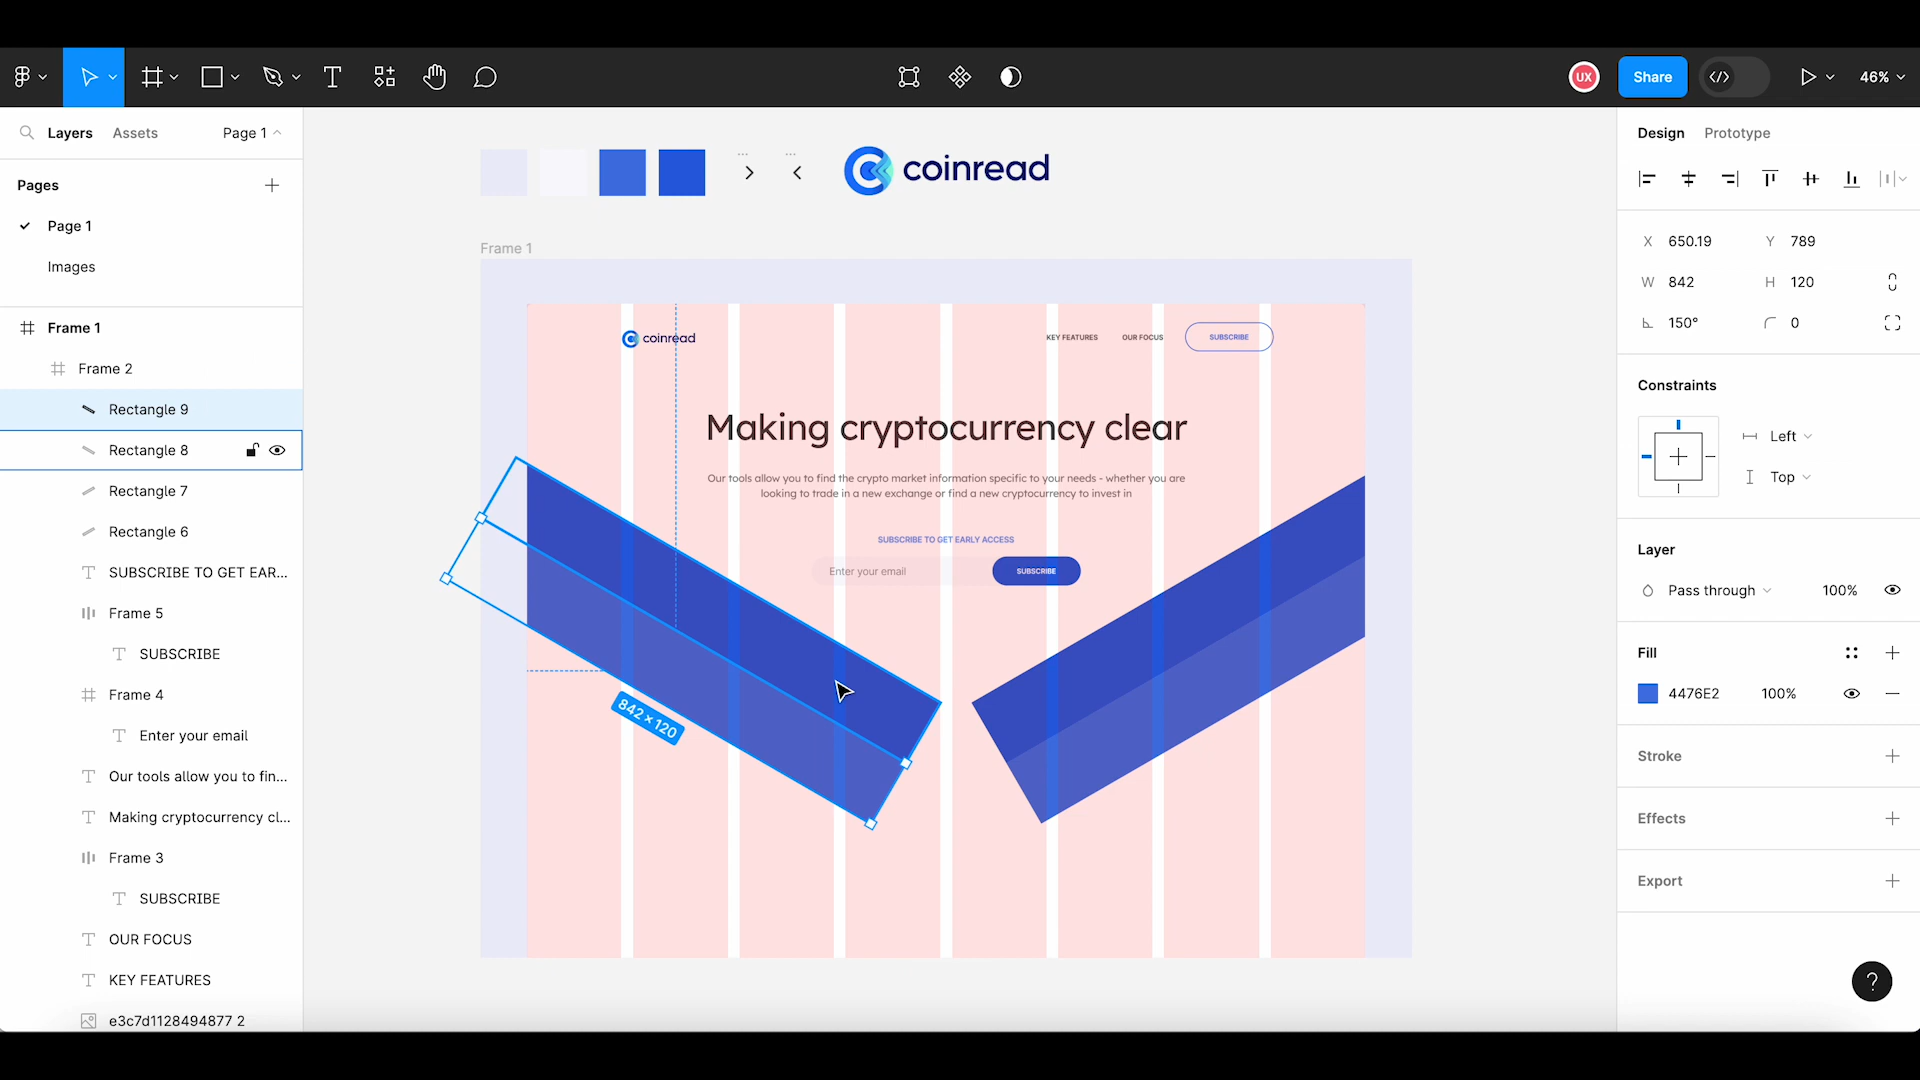 UX
Share
46%
Layers
Assets
Page 1
Design
Prototype
coinread
Pages
Page 1
Images
Frame 1
X 650.19
Y 789
W 842
H 120
150°
0
Frame 1
Frame 2
Rectangle 9
Rectangle 8
Rectangle 7
Rectangle 6
SUBSCRIBE TO GET EAR...
Frame 5
SUBSCRIBE
Frame 4
Enter your email
Our tools allow you to fin...
Making cryptocurrency cl...
Frame 3
SUBSCRIBE
OUR FOCUS
KEY FEATURES
e3c7d1128494877 2
coinread
KEY FEATURES
OUR FOCUS
SUBSCRIBE
Making cryptocurrency clear
Our tools allow you to find the crypto market information specific to your needs - whether you are
looking to trade in a new exchange or find a new cryptocurrency to invest in
SUBSCRIBE TO GET EARLY ACCESS
Enter your email
SUBSCRIBE
842 × 120
Constraints
Left
Top
Layer
Pass through
100%
Fill
4476E2
100%
Stroke
Effects
Export
?